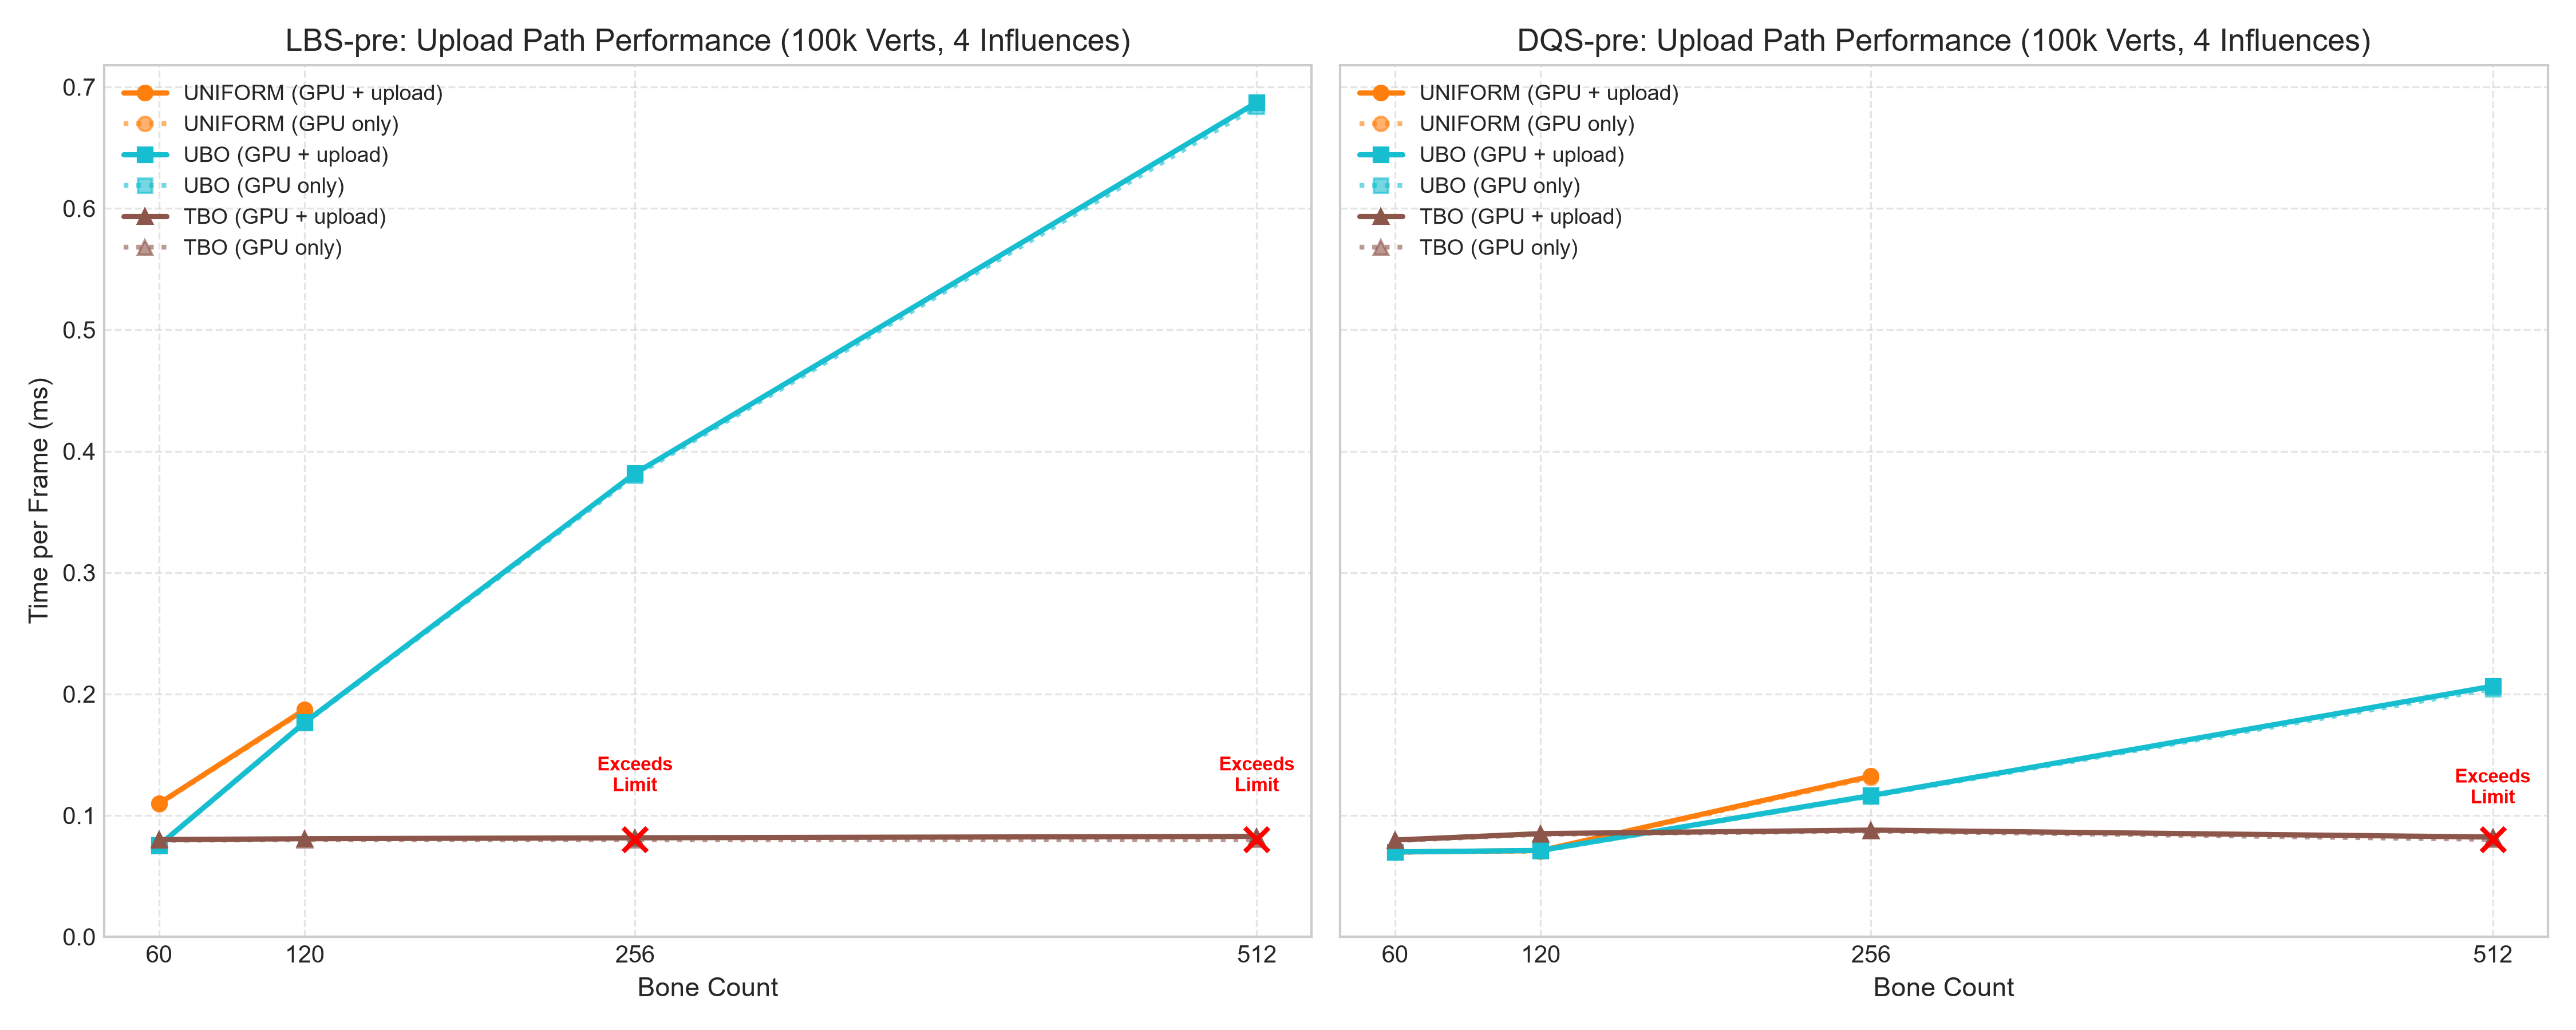 LBS-pre: Upload Path Performance (100k Verts, 4 Influences)
UNIFORM (GPU + upload)
UNIFORM (GPU only)
UBO (GPU + upload)
UBO (GPU only)
TBO (GPU + upload)
TBO (GPU only)
Time per Frame (ms)
0.7
0.6
0.5
0.4
0.3
0.2
0.1
0.0
Exceeds
Limit
Exceeds
Limit
60
120
256
512
Bone Count
DQS-pre: Upload Path Performance (100k Verts, 4 Influences)
UNIFORM (GPU + upload)
UNIFORM (GPU only)
UBO (GPU + upload)
UBO (GPU only)
TBO (GPU + upload)
TBO (GPU only)
Exceeds
Limit
60
120
256
512
Bone Count